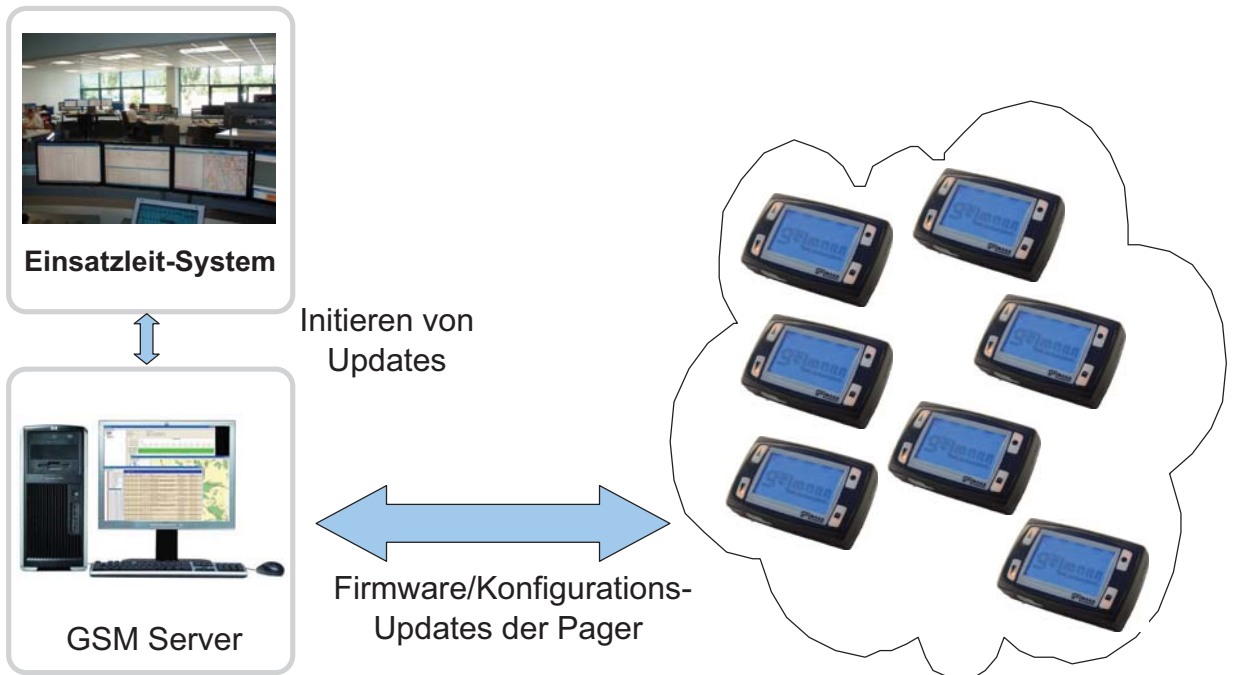 Einsatzleit-System
Initieren von
Updates
GSM Server
Firmware/Konfigurations-
Updates der Pager